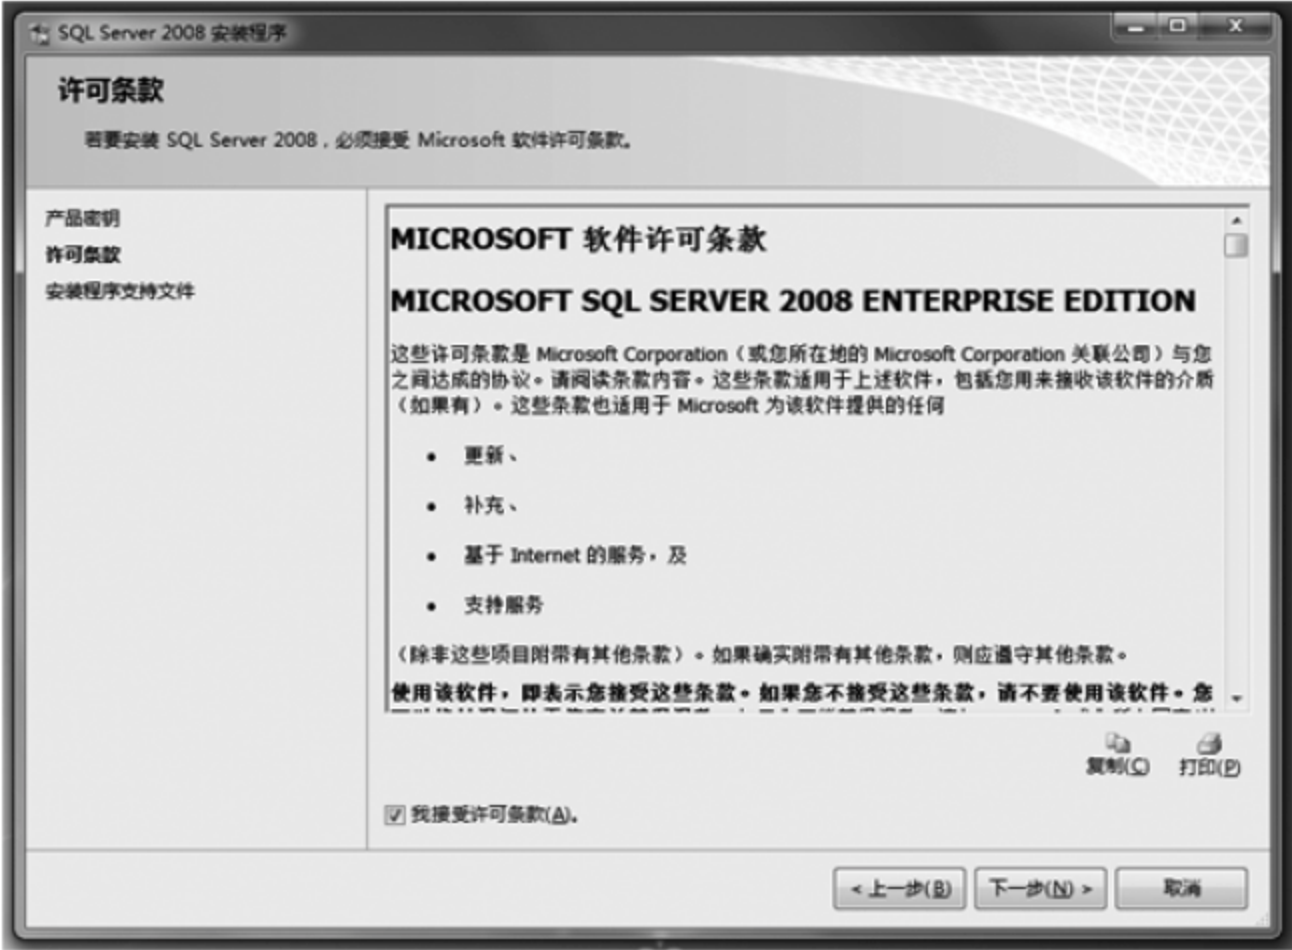 SQL Server 2008 安装程序
许可条款
若要安装 SQL Server 2008，必须接受 Microsoft 软件许可条款。
产品密钥
许可条款
安装程序支持文件
MICROSOFT 软件许可条款
MICROSOFT SQL SERVER 2008 ENTERPRISE EDITION
这些许可条款是 Microsoft Corporation（或您所在地的 Microsoft Corporation 关联公司）与您
之间达成的协议。请阅读条款内容。这些条款适用于上述软件，包括您用来接收该软件的介质
（如果有）。这些条款也适用于 Microsoft 为该软件提供的任何
• 更新、
• 补充、
• 基于 Internet 的服务，及
• 支持服务
（除非这些项目附带有其他条款）。如果确实附带有其他条款，则应遵守其他条款。
使用该软件，即表示您接受这些条款。如果您不接受这些条款，请不要使用该软件。您
复制(C)
打印(P)
我接受许可条款(A)。
< 上一步(B)
下一步(N) >
取消